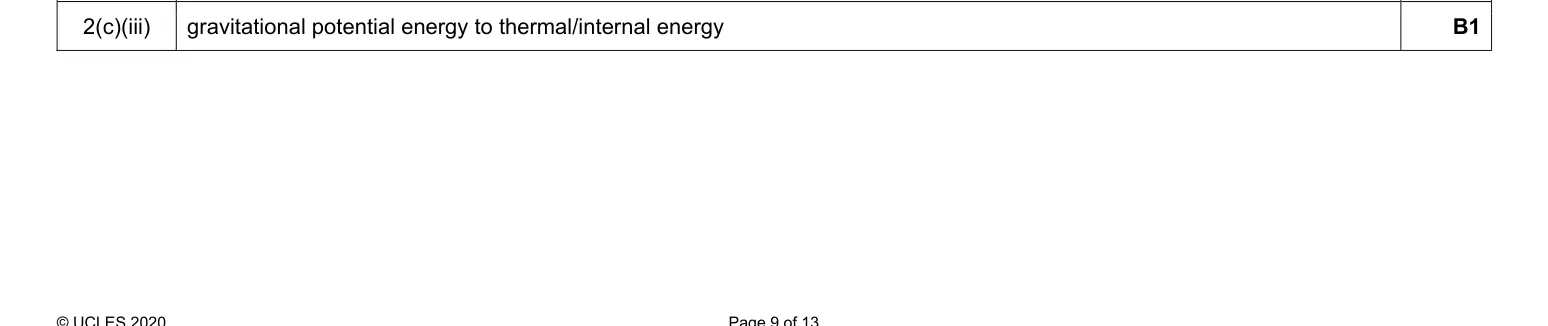 2(c)(iii) gravitational potential energy to thermal/internal energy B1
© UCLES 2020 Page 9 of 13